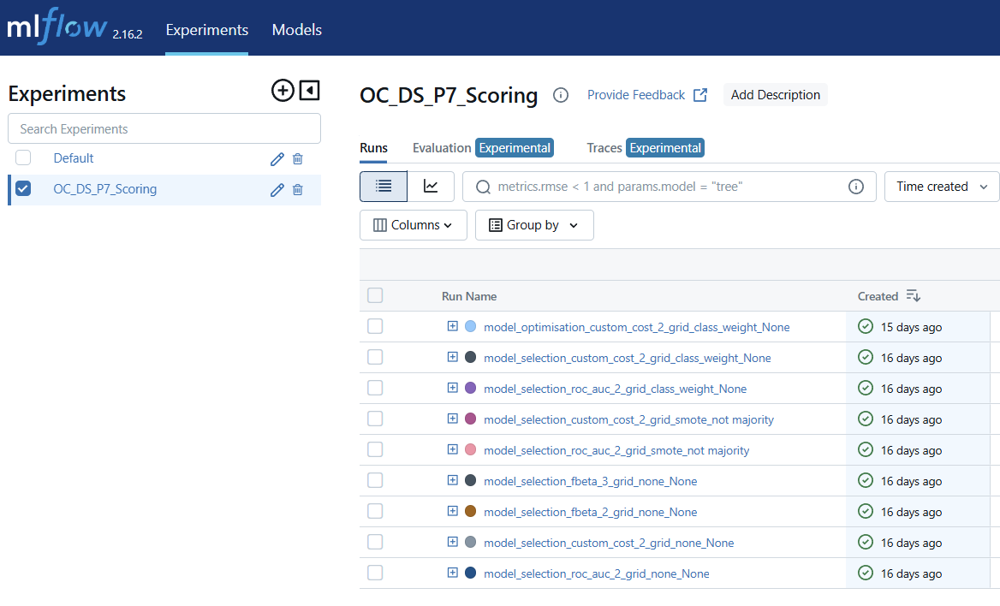 mlflow 2.16.2 Experiments Models
Experiments
Search Experiments
Default
OC_DS_P7_Scoring
OC_DS_P7_Scoring Provide Feedback Add Description
Runs Evaluation Experimental Traces Experimental
metrics.rmse < 1 and params.model = "tree" Time created
Columns Group by
Run Name Created
model_optimisation_custom_cost_2_grid_class_weight_None 15 days ago
model_selection_custom_cost_2_grid_class_weight_None 16 days ago
model_selection_roc_auc_2_grid_class_weight_None 16 days ago
model_selection_custom_cost_2_grid_smote_not majority 16 days ago
model_selection_roc_auc_2_grid_smote_not majority 16 days ago
model_selection_fbeta_3_grid_none_None 16 days ago
model_selection_fbeta_2_grid_none_None 16 days ago
model_selection_custom_cost_2_grid_none_None 16 days ago
model_selection_roc_auc_2_grid_none_None 16 days ago